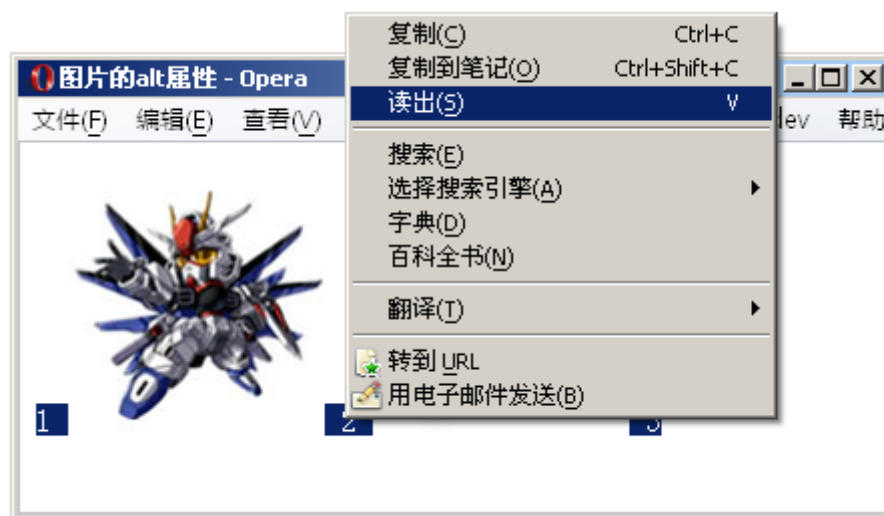 复制(C) Ctrl+C
复制到笔记(O) Ctrl+Shift+C
读出(S) V
搜索(E)
选择搜索引擎(A)
字典(D)
百科全书(N)
翻译(T)
转到 URL
用电子邮件发送(B)
图片的alt属性 - Opera
文件(F) 编辑(E) 查看(V) dev 帮助
1 2 3